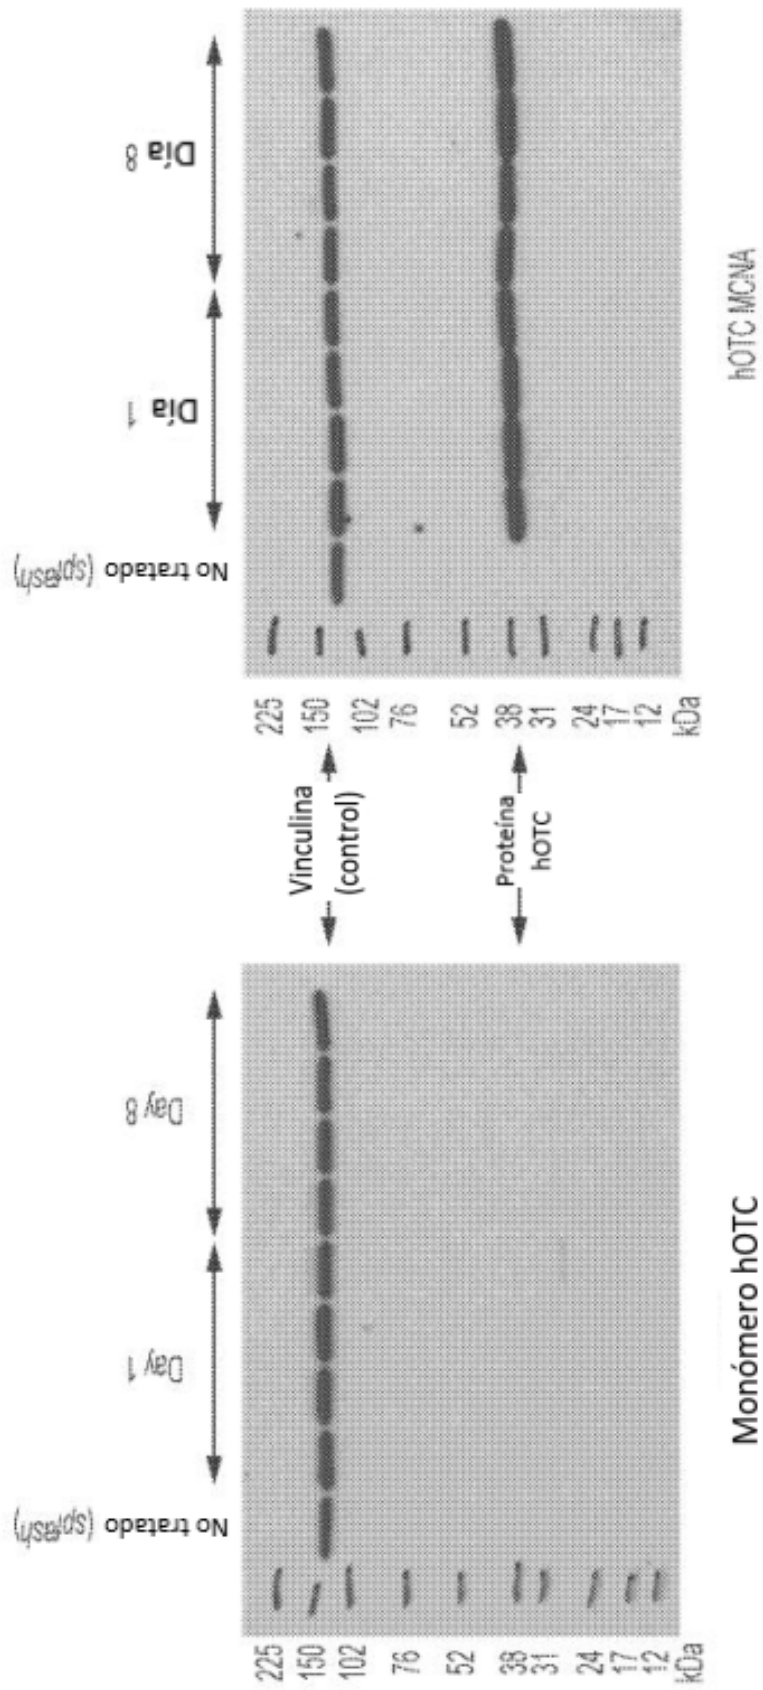 No tratado (splash)
Day 1
Day 8
225
150
102
76
52
38
31
24
17
12
kDa
Monómero hOTC
Vinculina
(control)
Proteína
hOTC
No tratado (splash)
Día 1
Día 8
225
150
102
76
52
38
31
24
17
12
kDa
hOTC MCNA